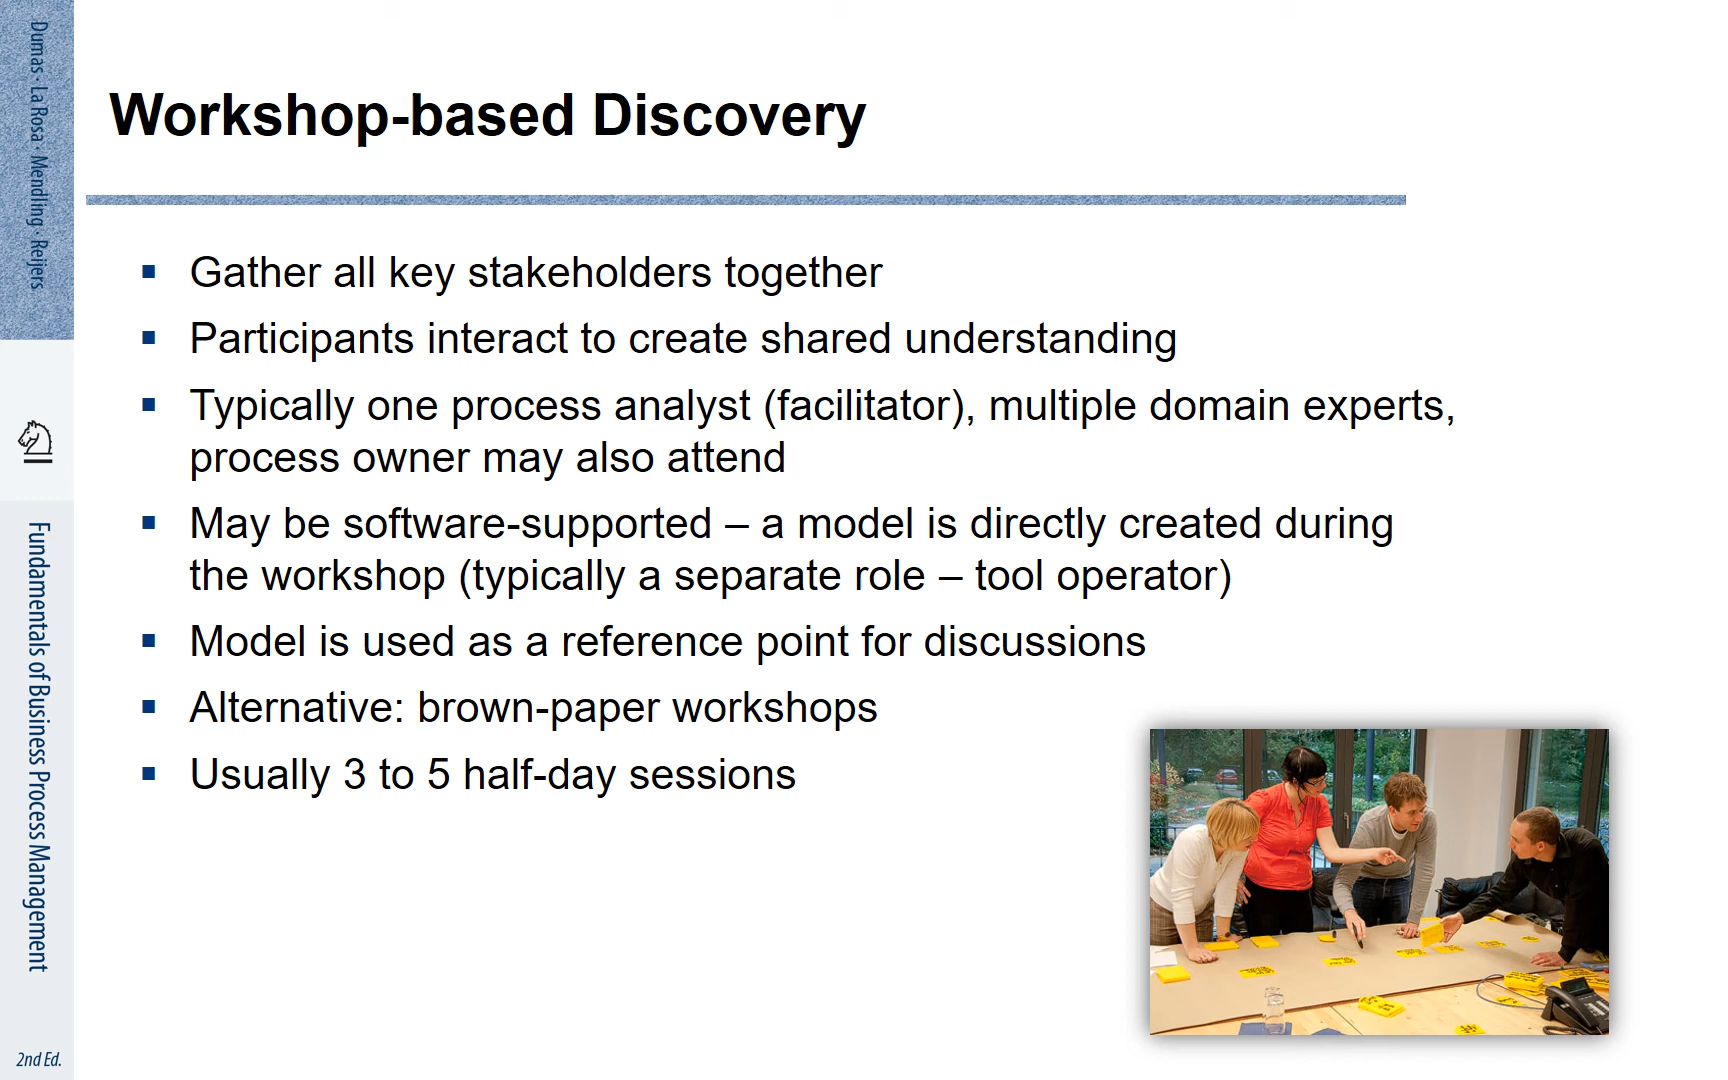 Dumas · La Rosa · Mendling · Reijers
Fundamentals of Business Process Management
2nd Ed.
Workshop-based Discovery
▪ Gather all key stakeholders together
▪ Participants interact to create shared understanding
▪ Typically one process analyst (facilitator), multiple domain experts,
process owner may also attend
▪ May be software-supported – a model is directly created during
the workshop (typically a separate role – tool operator)
▪ Model is used as a reference point for discussions
▪ Alternative: brown-paper workshops
▪ Usually 3 to 5 half-day sessions